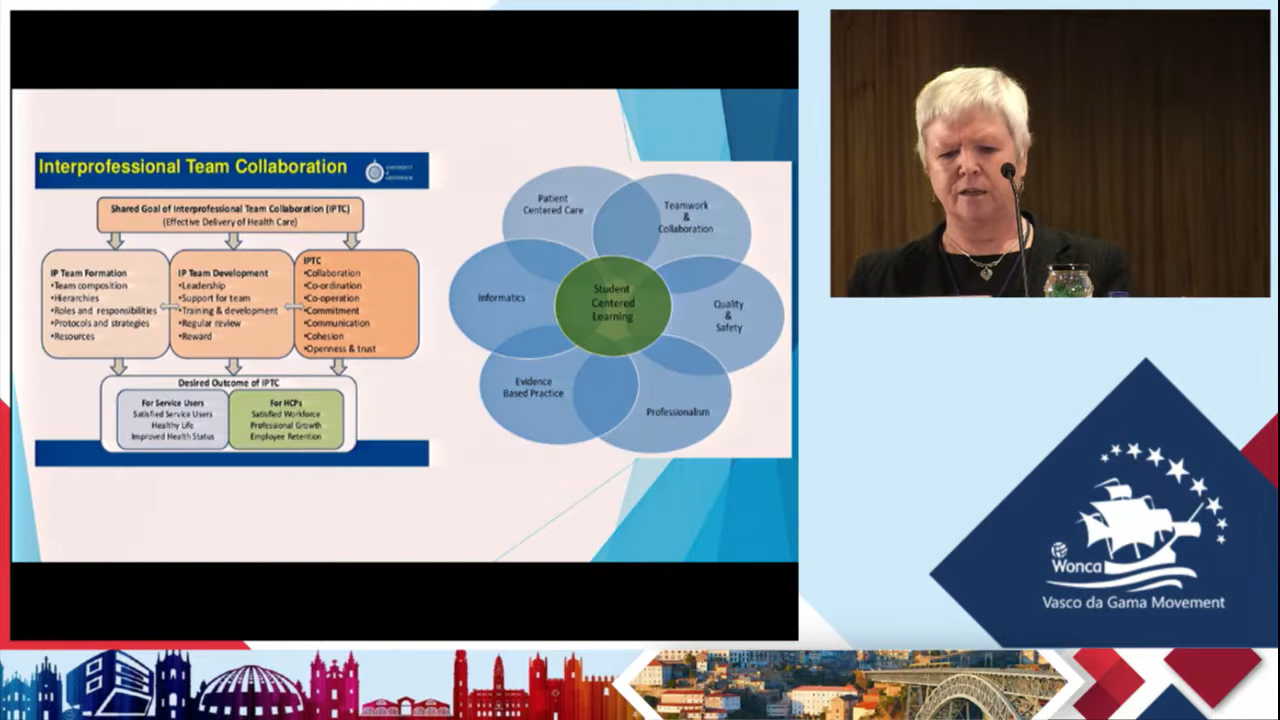 Interprofessional Team Collaboration
UNIVERSITY
of
GREENWICH
Shared Goal of Interprofessional Team Collaboration (IPTC)
(Effective Delivery of Health Care)
IP Team Formation
•Team composition
•Hierarchies
•Roles and responsibilities
•Protocols and strategies
•Resources
IP Team Development
•Leadership
•Support for team
•Training & development
•Regular review
•Reward
IPTC
•Collaboration
•Co-ordination
•Co-operation
•Commitment
•Communication
•Cohesion
•Openness & trust
Desired Outcome of IPTC
For Service Users
Satisfied Service Users
Healthy Life
Improved Health Status
For HCPs
Satisfied Workforce
Professional Growth
Employee Retention
Patient
Centered Care
Teamwork
&
Collaboration
Informatics
Student
Centered
Learning
Quality
&
Safety
Evidence
Based Practice
Professionalism
Wonca
Vasco da Gama Movement